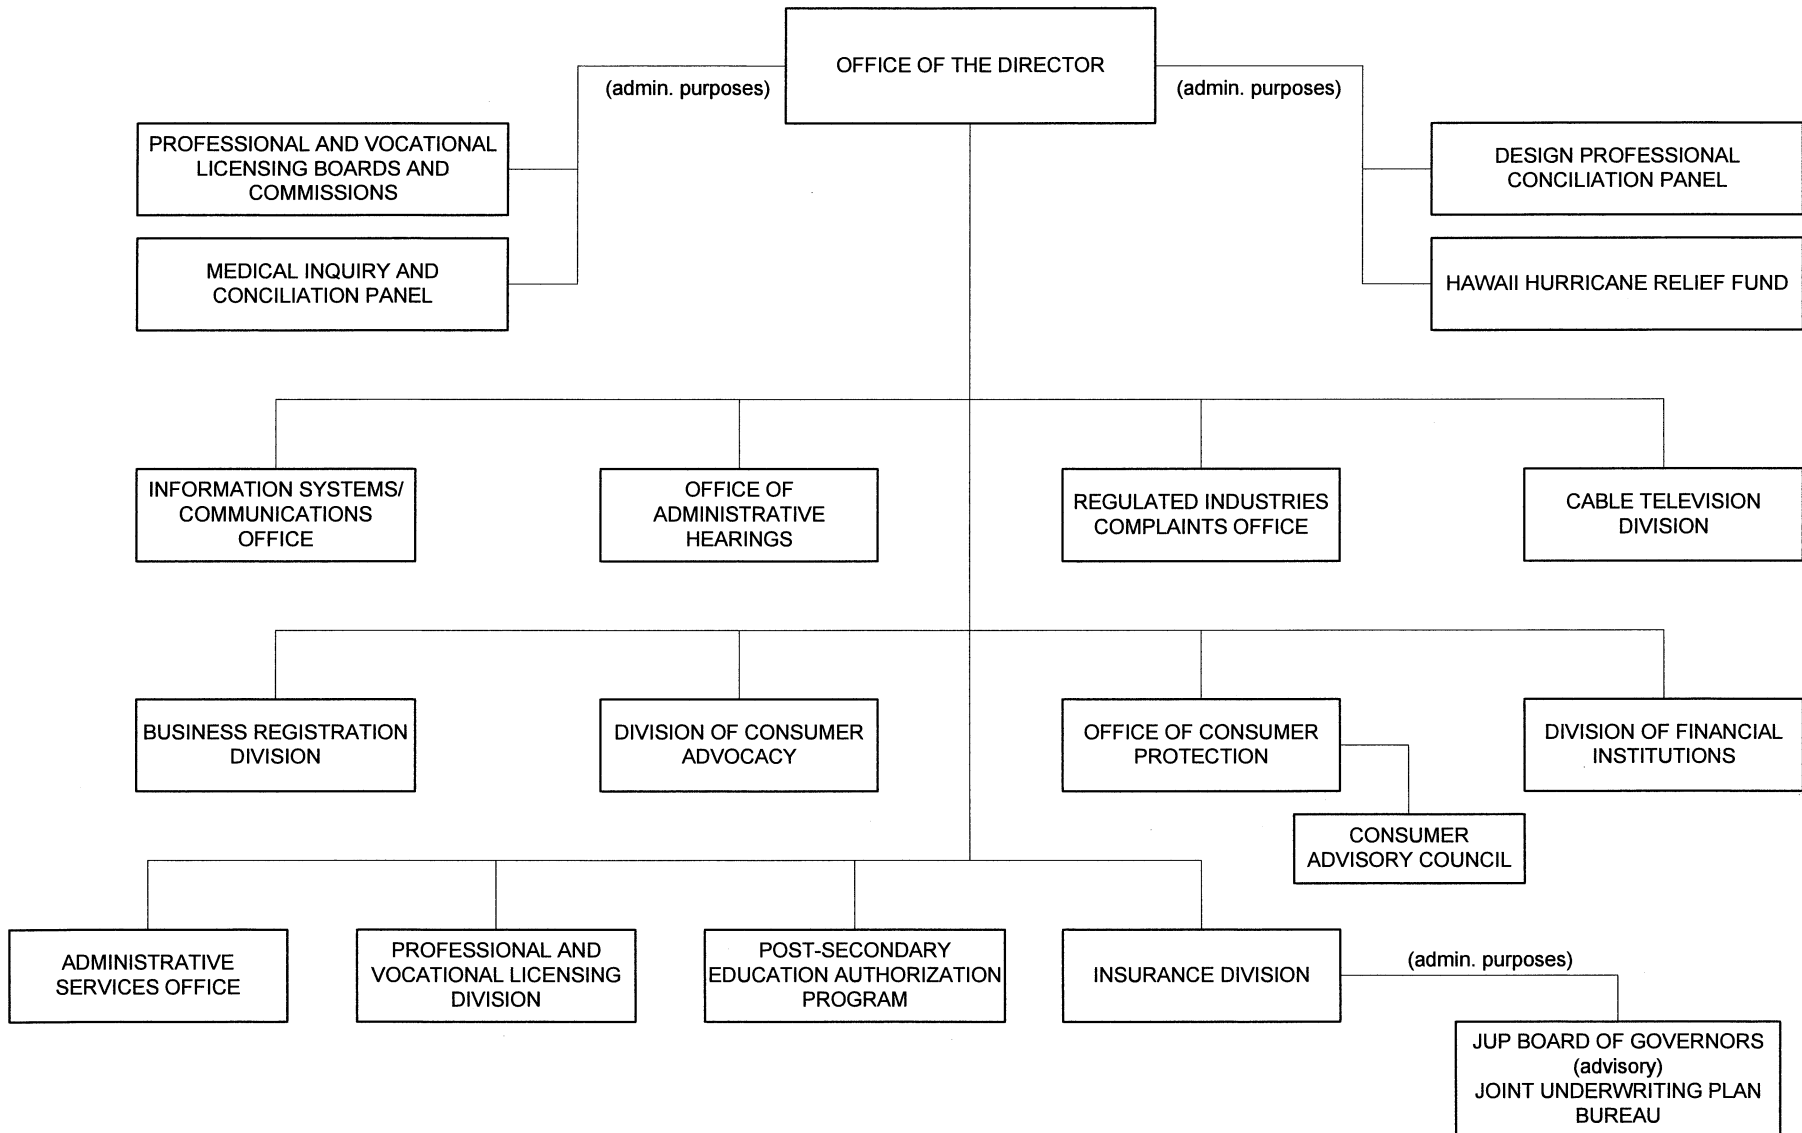 OFFICE OF THE DIRECTOR
(admin. purposes)
(admin. purposes)
PROFESSIONAL AND VOCATIONAL
LICENSING BOARDS AND
COMMISSIONS
DESIGN PROFESSIONAL
CONCILIATION PANEL
MEDICAL INQUIRY AND
CONCILIATION PANEL
HAWAII HURRICANE RELIEF FUND
INFORMATION SYSTEMS/
COMMUNICATIONS
OFFICE
OFFICE OF
ADMINISTRATIVE
HEARINGS
REGULATED INDUSTRIES
COMPLAINTS OFFICE
CABLE TELEVISION
DIVISION
BUSINESS REGISTRATION
DIVISION
DIVISION OF CONSUMER
ADVOCACY
OFFICE OF CONSUMER
PROTECTION
DIVISION OF FINANCIAL
INSTITUTIONS
CONSUMER
ADVISORY COUNCIL
ADMINISTRATIVE
SERVICES OFFICE
PROFESSIONAL AND
VOCATIONAL LICENSING
DIVISION
POST-SECONDARY
EDUCATION AUTHORIZATION
PROGRAM
INSURANCE DIVISION
(admin. purposes)
JUP BOARD OF GOVERNORS
(advisory)
JOINT UNDERWRITING PLAN
BUREAU